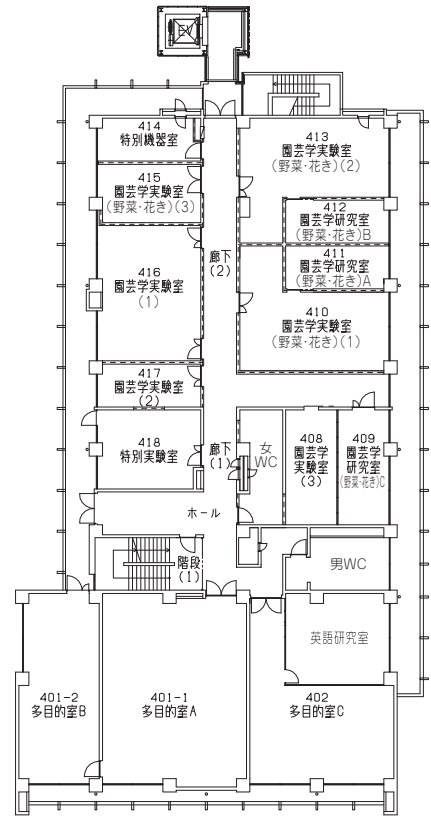 EV
414
特別機器室
415
園芸学実験室
(野菜・花き)(3)
416
園芸学実験室
(1)
417
園芸学実験室
(2)
418
特別実験室
廊下
(2)
413
園芸学実験室
(野菜・花き)(2)
412
園芸学研究室
(野菜・花き)B
411
園芸学研究室
(野菜・花き)A
410
園芸学実験室
(野菜・花き)(1)
廊下
(1)
女
WC
408
園芸学
実験室
(3)
409
園芸学
研究室
(野菜・花き)C
ホール
階段
(1)
男WC
英語研究室
401-2
多目的室B
401-1
多目的室A
402
多目的室C